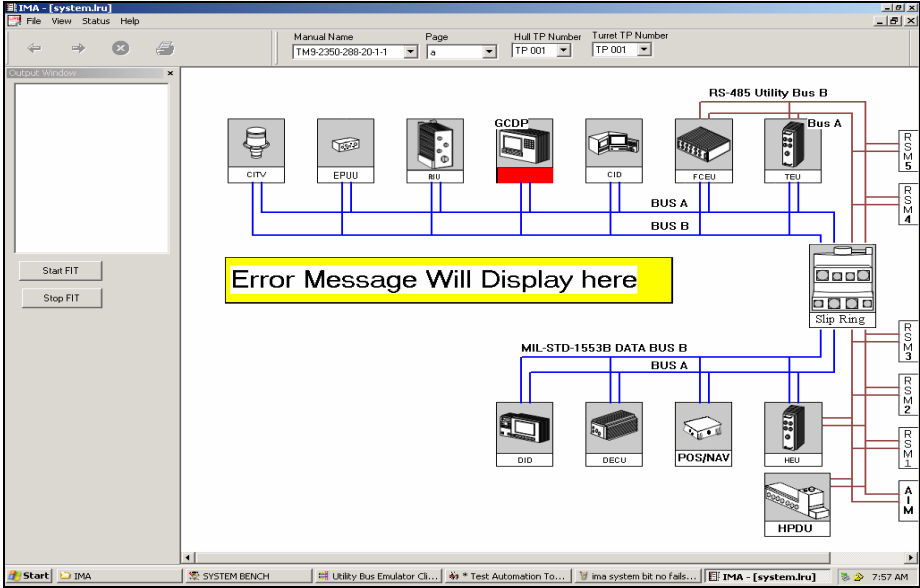 IMA - [system.lru]
File View Status Help
Manual Name
TM9-2350-288-20-1-1
Page
a
Hull TP Number
TP 001
Turret TP Number
TP 001
Output Window
Start FIT
Stop FIT
RS-485 Utility Bus B
Bus A
CITV
EPUU
RIU
GCDP
CID
FCEU
TEU
RSM5
RSM4
BUS A
BUS B
Error Message Will Display here
Slip Ring
MIL-STD-1553B DATA BUS B
BUS A
RSM3
RSM2
RSM1
AIM
DID
DECU
POS/NAV
HEU
HPDU
Start
IMA
SYSTEM BENCH
Utility Bus Emulator Cli...
* Test Automation To...
ima system bit no fails...
IMA - [system.lru]
7:57 AM